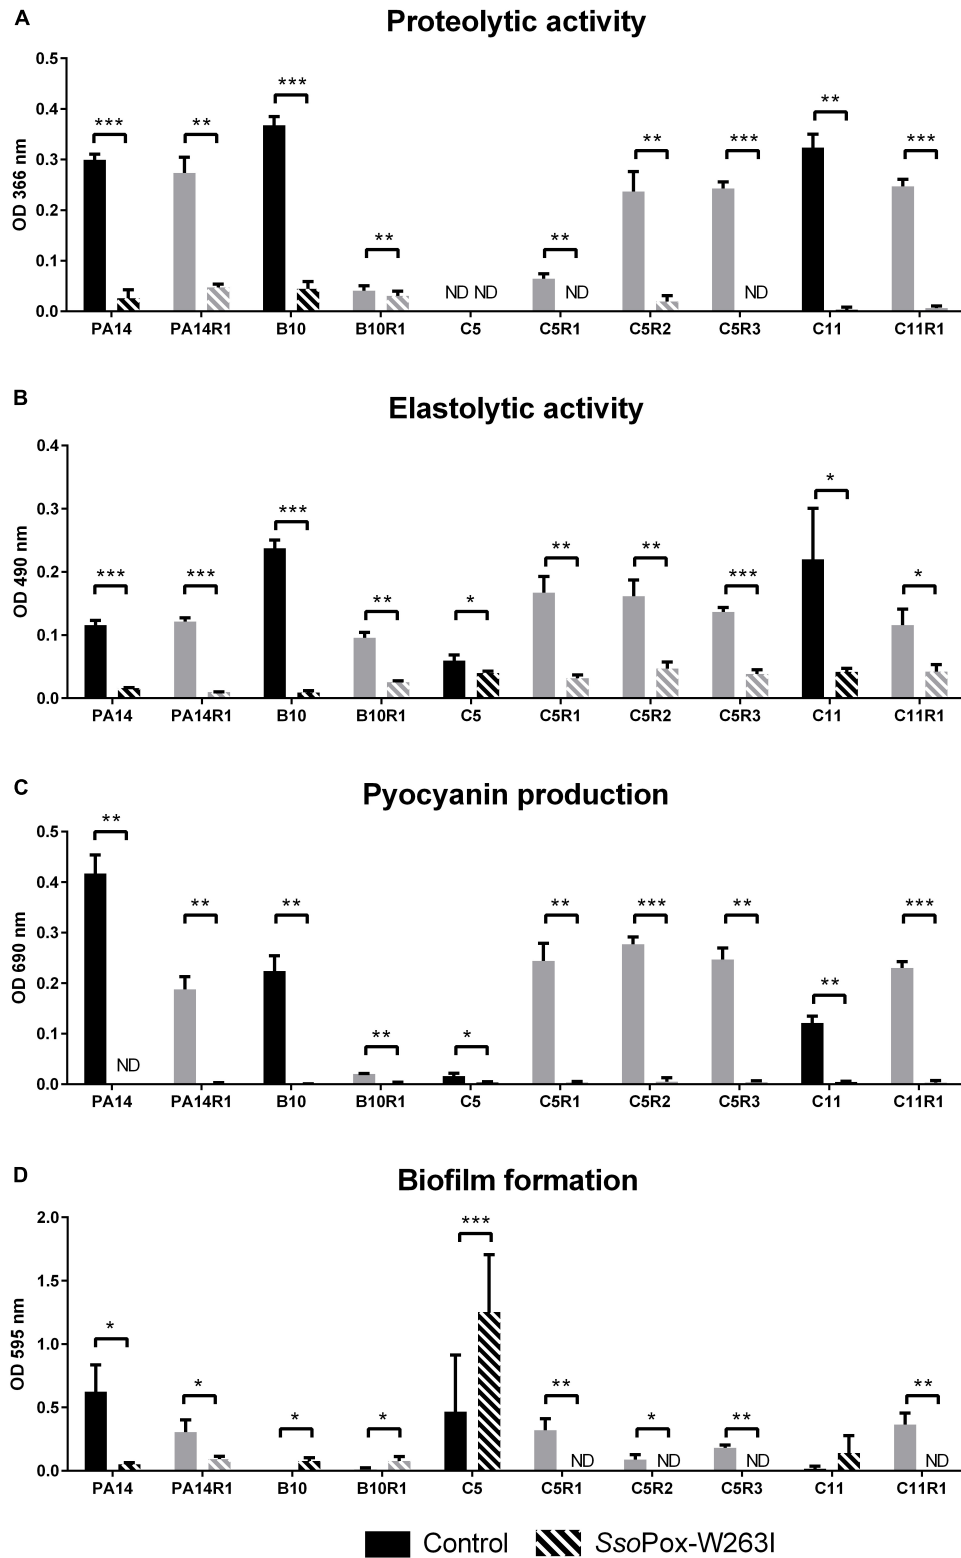 A
Proteolytic activity
OD 366 nm
0.5
0.4
0.3
0.2
0.1
0.0
*** ** *** ** ** ** *** ** ***
ND ND ND ND
PA14 PA14R1 B10 B10R1 C5 C5R1 C5R2 C5R3 C11 C11R1
B
Elastolytic activity
OD 490 nm
0.4
0.3
0.2
0.1
0.0
*** *** *** ** * ** ** *** * *
PA14 PA14R1 B10 B10R1 C5 C5R1 C5R2 C5R3 C11 C11R1
C
Pyocyanin production
OD 690 nm
0.5
0.4
0.3
0.2
0.1
0.0
** ** ** ** * ** *** ** ** ***
ND
PA14 PA14R1 B10 B10R1 C5 C5R1 C5R2 C5R3 C11 C11R1
D
Biofilm formation
OD 595 nm
2.0
1.5
1.0
0.5
0.0
* * * * *** ** * ** **
ND ND ND ND
PA14 PA14R1 B10 B10R1 C5 C5R1 C5R2 C5R3 C11 C11R1
Control SsoPox-W263I